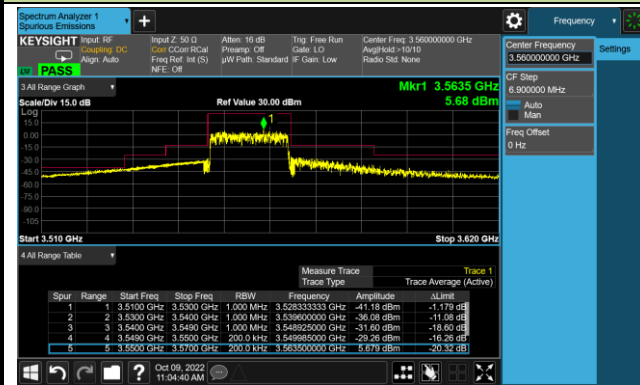 Spectrum Analyzer 1
Spurious Emissions
Frequency
KEYSIGHT
Input: RF
Coupling: DC
Align: Auto
Input Z: 50 Ω
Corr CCorr RCal
Freq Ref: Int (S)
NFE: Off
Atten: 16 dB
Preamp: Off
µW Path: Standard
Trig: Free Run
Gate: LO
IF Gain: Low
Center Freq: 3.560000000 GHz
Avg|Hold:>10/10
Radio Std: None
PASS
Center Frequency
3.560000000 GHz
Settings
CF Step
6.900000 MHz
Auto
Man
Freq Offset
0 Hz
3 All Range Graph
Mkr1 3.5635 GHz
Scale/Div 15.0 dB
Ref Value 30.00 dBm
5.68 dBm
Log
15.0
0.00
-15.0
-30.0
-45.0
-60.0
-90.0
-105
1
Start 3.510 GHz
Stop 3.620 GHz
4 All Range Table
Measure Trace Trace 1
Trace Type Trace Average (Active)
Spur Range Start Freq Stop Freq RBW Frequency Amplitude ΔLimit
1 1 3.5100 GHz 3.5300 GHz 1.000 MHz 3.528333333 GHz -41.18 dBm -1.179 dB
2 2 3.5300 GHz 3.5400 GHz 1.000 MHz 3.539600000 GHz -36.08 dBm -11.08 dB
3 3 3.5400 GHz 3.5490 GHz 1.000 MHz 3.548925000 GHz -31.60 dBm -18.60 dB
4 4 3.5490 GHz 3.5500 GHz 200.0 kHz 3.549985000 GHz -29.26 dBm -16.26 dB
5 5 3.5500 GHz 3.5700 GHz 200.0 kHz 3.563500000 GHz 5.679 dBm -20.32 dB
Oct 09, 2022
11:04:40 AM